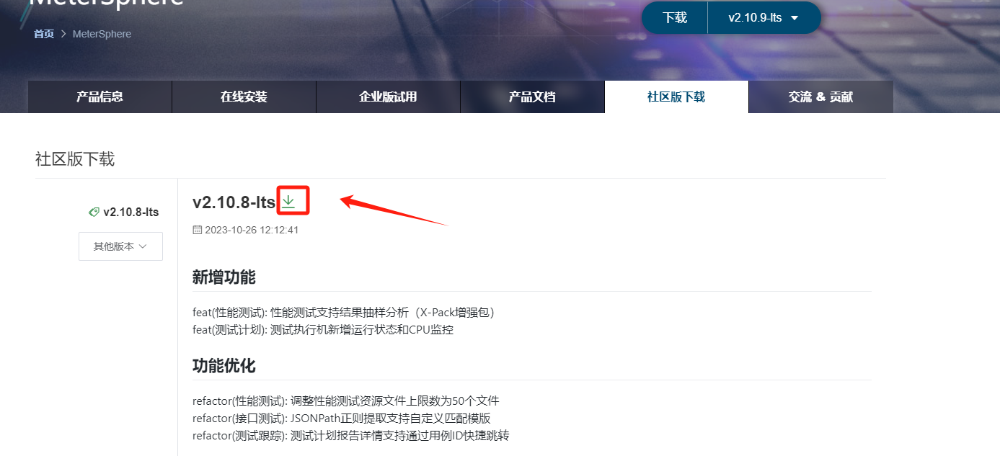 MeterSphere
下载
v2.10.9-lts
首页 > MeterSphere
产品信息
在线安装
企业版试用
产品文档
社区版下载
交流 & 贡献
社区版下载
v2.10.8-lts
其他版本
v2.10.8-lts
2023-10-26 12:12:41
新增功能
feat(性能测试): 性能测试支持结果抽样分析（X-Pack增强包）
feat(测试计划): 测试执行机新增运行状态和CPU监控
功能优化
refactor(性能测试): 调整性能测试资源文件上限数为50个文件
refactor(接口测试): JSONPath正则提取支持自定义匹配模版
refactor(测试跟踪): 测试计划报告详情支持通过用例ID快捷跳转